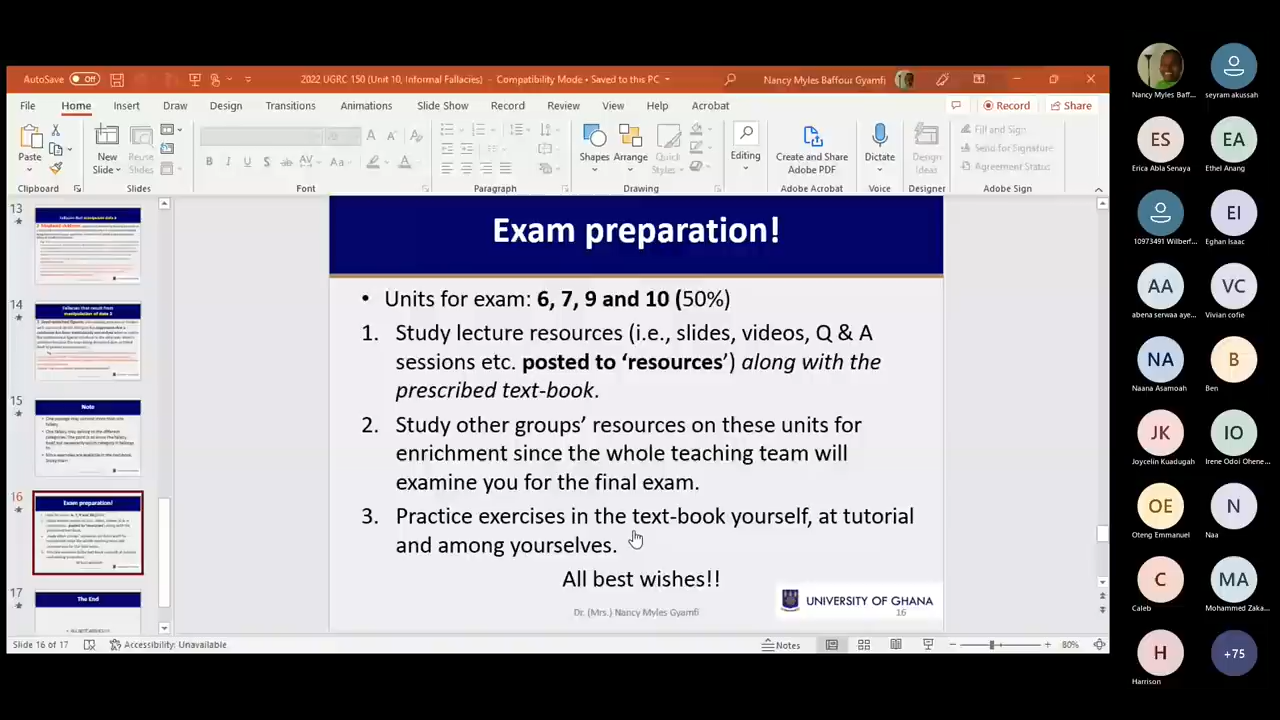 AutoSave Off
2022 UGRC 150 (Unit 10, Informal Fallacies) – Compatibility Mode • Saved to this PC
Nancy Myles Baffour Gyamfi
File Home Insert Draw Design Transitions Animations Slide Show Record Review View Help Acrobat
Record Share
Paste
New Slide
Reuse Slides
Shapes
Arrange
Quick Styles
Editing
Create and Share Adobe PDF
Dictate
Design Ideas
Fill and Sign
Send for Signature
Agreement Status
Clipboard Slides Font Paragraph Drawing Adobe Acrobat Voice Designer Adobe Sign
13
14
15
Note
16
Exam preparation!
17
The End
Exam preparation!
• Units for exam: 6, 7, 9 and 10 (50%)
1. Study lecture resources (i.e., slides, videos, Q & A
sessions etc. posted to ‘resources’) along with the
prescribed text-book.
2. Study other groups’ resources on these units for
enrichment since the whole teaching team will
examine you for the final exam.
3. Practice exercises in the text-book yourself, at tutorial
and among yourselves.
All best wishes!!
Dr. (Mrs.) Nancy Myles Gyamfi
UNIVERSITY OF GHANA
16
Slide 16 of 17 Accessibility: Unavailable
Notes
80%
Nancy Myles Baff... seyram akussah
ES EA
Erica Abla Senaya Ethel Anang
EI
10973491 Wilberf... Eghan Isaac
AA VC
abena serwaa aye... Vivian cofie
NA B
Naana Asamoah Ben
JK IO
Joycelin Kuadugah Irene Odoi Ohene...
OE N
Oteng Emmanuel Naa
C MA
Caleb Mohammed Zaka...
H +75
Harrison